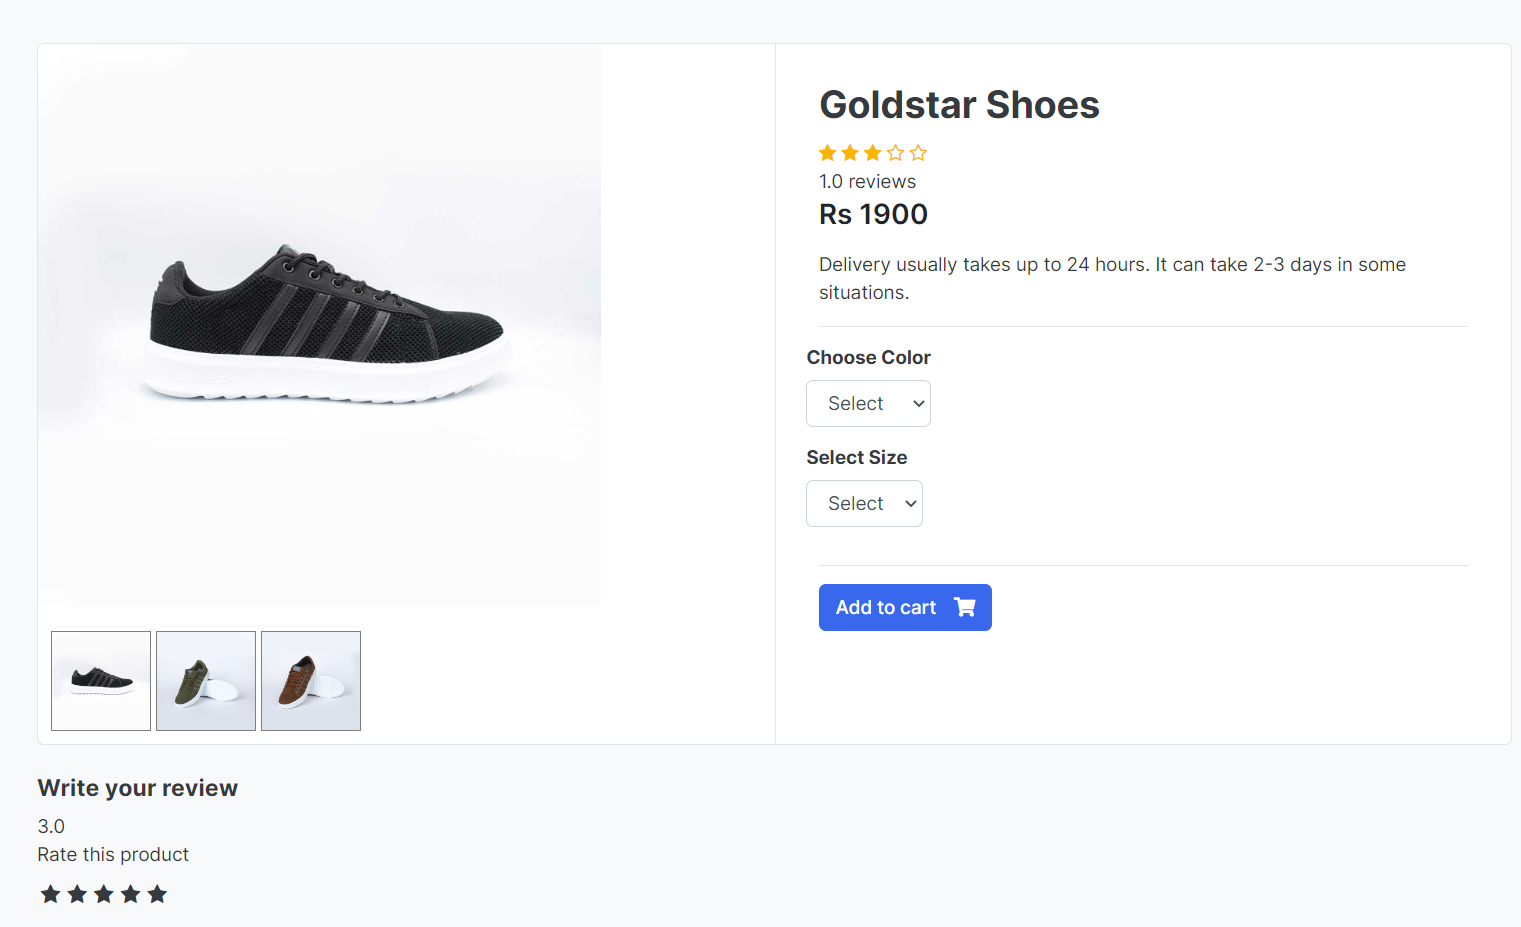 Goldstar Shoes
1.0 reviews
Rs 1900
Delivery usually takes up to 24 hours. It can take 2-3 days in some
situations.
Choose Color
Select
Select Size
Select
Add to cart
Write your review
3.0
Rate this product